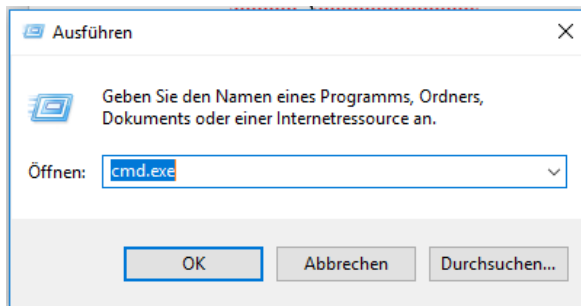 Ausführen
Geben Sie den Namen eines Programms, Ordners,
Dokuments oder einer Internetressource an.
Öffnen: cmd.exe
OK Abbrechen Durchsuchen...